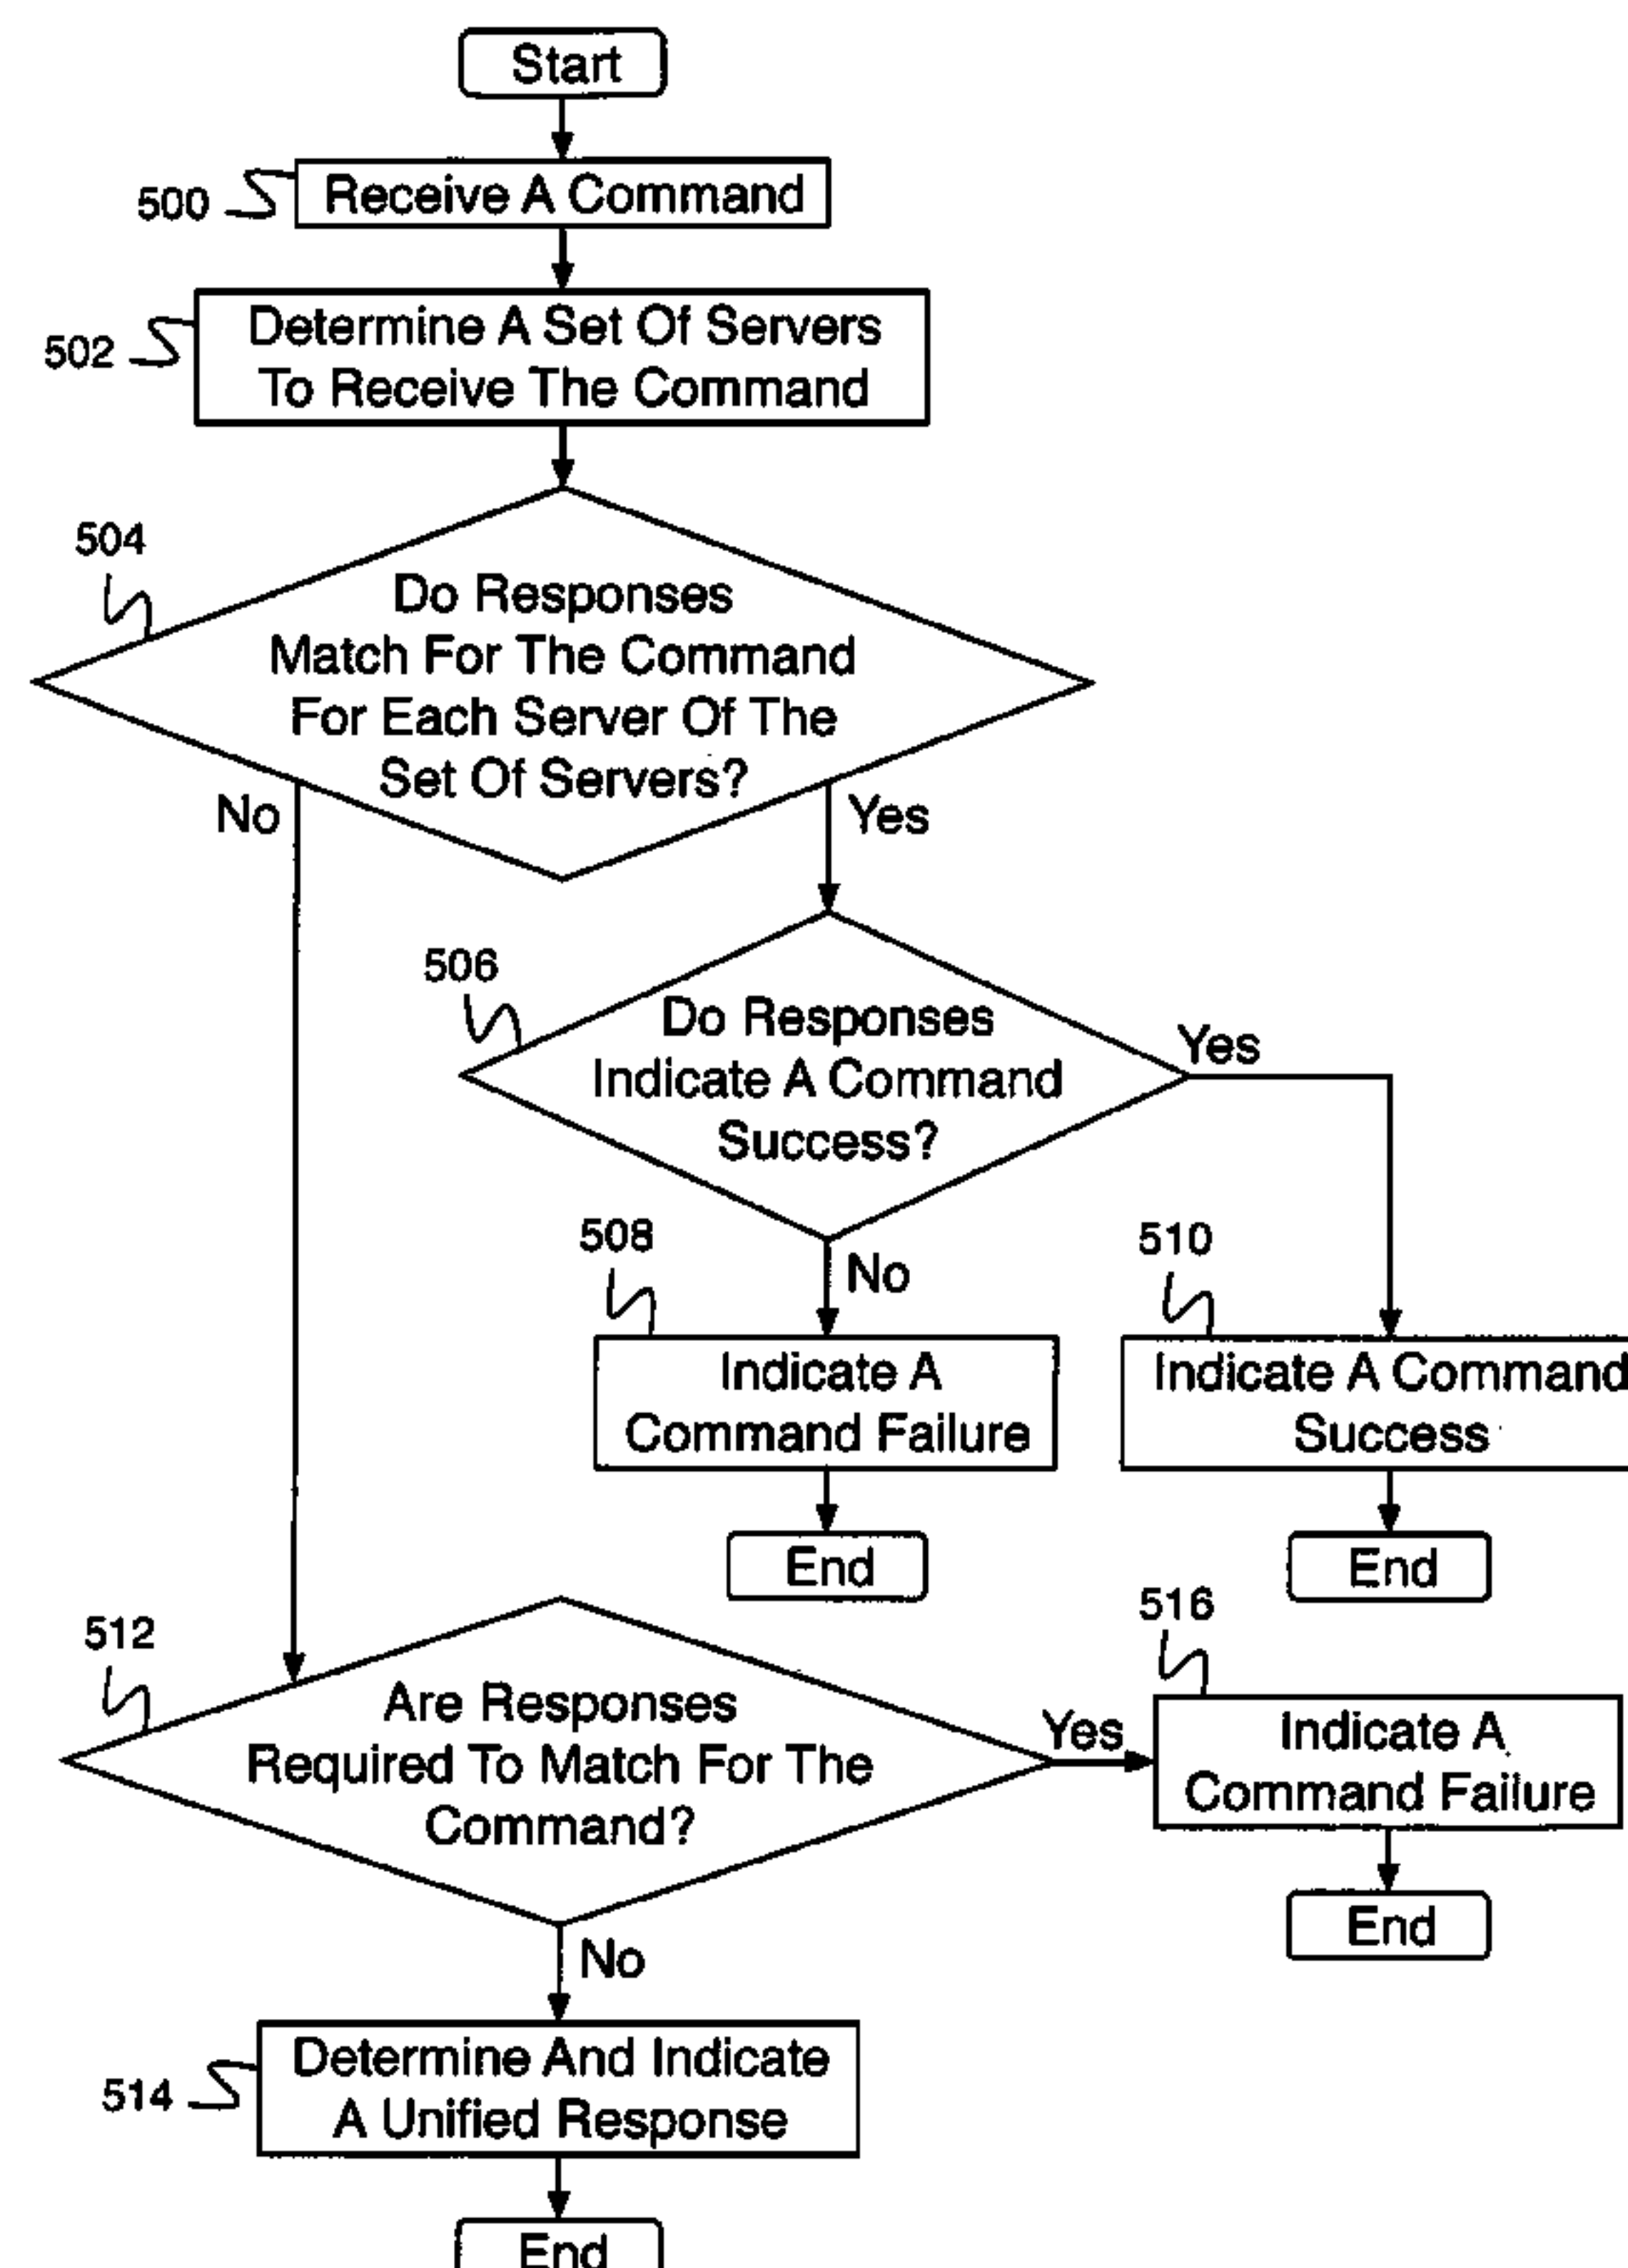 Start
500
Receive A Command
502
Determine A Set Of Servers
To Receive The Command
504
Do Responses
Match For The Command
For Each Server Of The
Set Of Servers?
No
Yes
506
Do Responses
Indicate A Command
Success?
Yes
No
508
Indicate A
Command Failure
End
510
Indicate A Command
Success
End
512
Are Responses
Required To Match For The
Command?
Yes
516
Indicate A
Command Failure
End
No
514
Determine And Indicate
A Unified Response
End